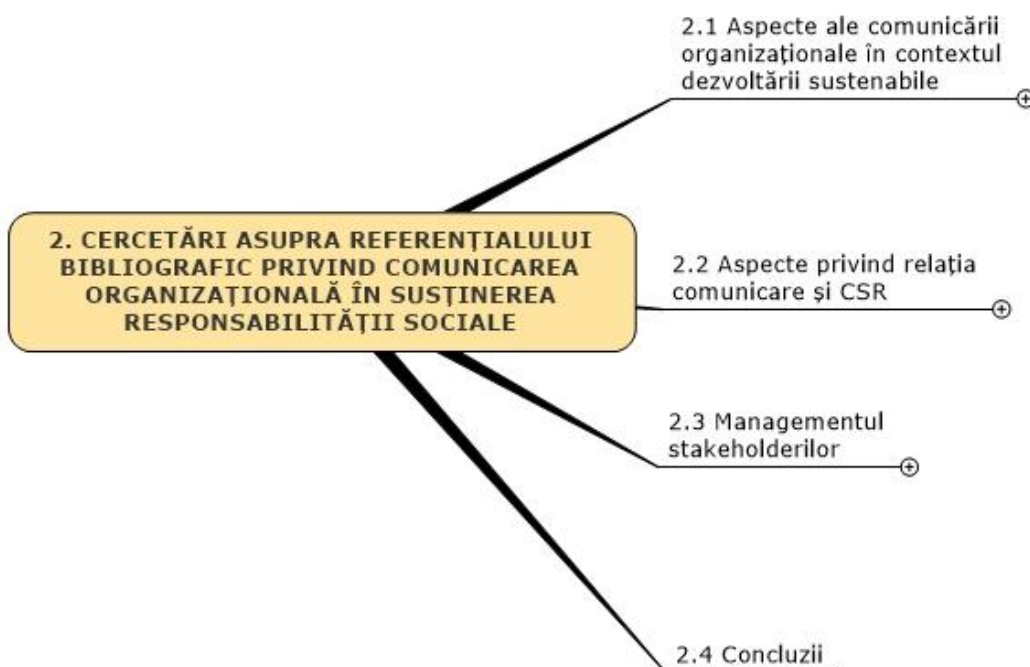 2.1 Aspecte ale comunicării
organizaționale în contextul
dezvoltării sustenabile
2. CERCETĂRI ASUPRA REFERENȚIALULUI
BIBLIOGRAFIC PRIVIND COMUNICAREA
ORGANIZAȚIONALĂ ÎN SUSȚINEREA
RESPONSABILITĂȚII SOCIALE
2.2 Aspecte privind relația
comunicare și CSR
2.3 Managementul
stakeholderilor
2.4 Concluzii